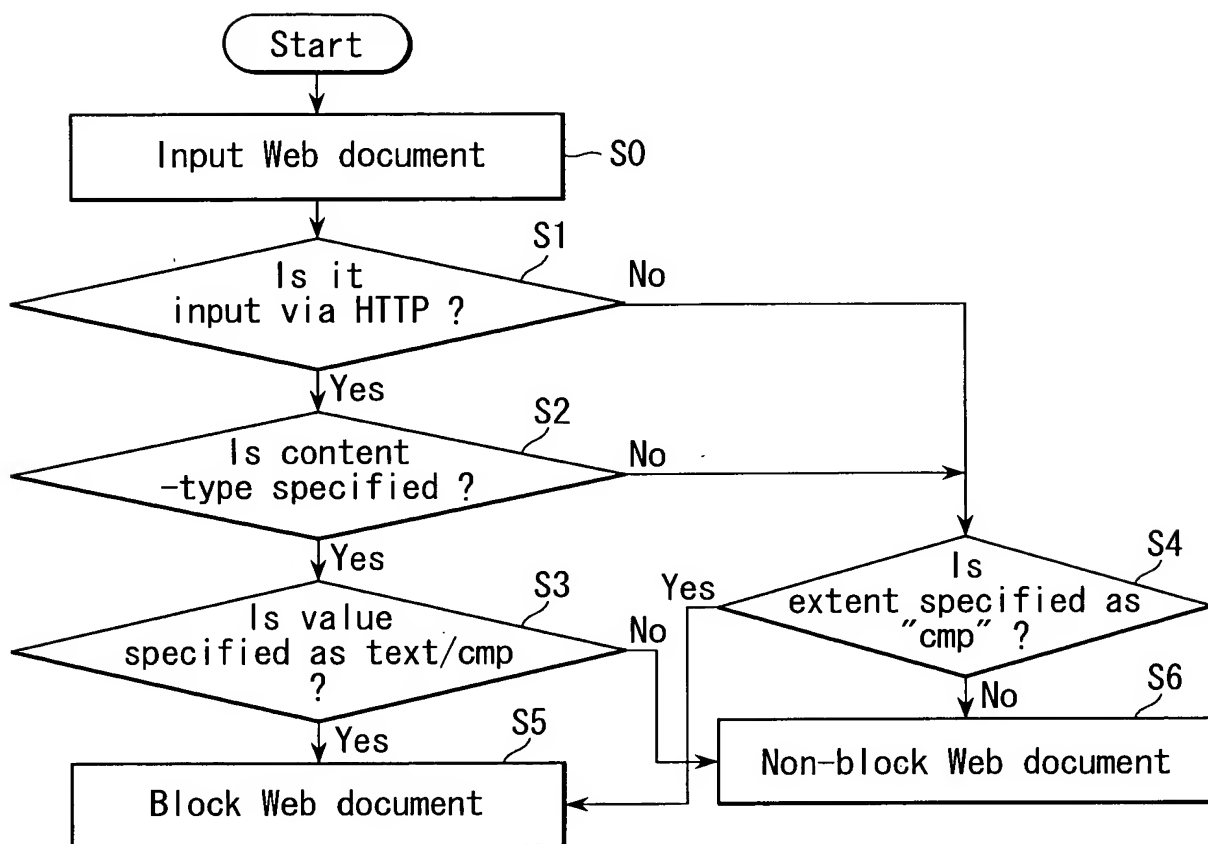 Start
Input Web document
S0
S1
Is it
input via HTTP ?
No
Yes
S2
Is content
-type specified ?
No
Yes
S3
Is value
specified as text/cmp
?
No
Yes
S4
Is
extent specified as
"cmp" ?
Yes
No
S5
Block Web document
S6
Non-block Web document